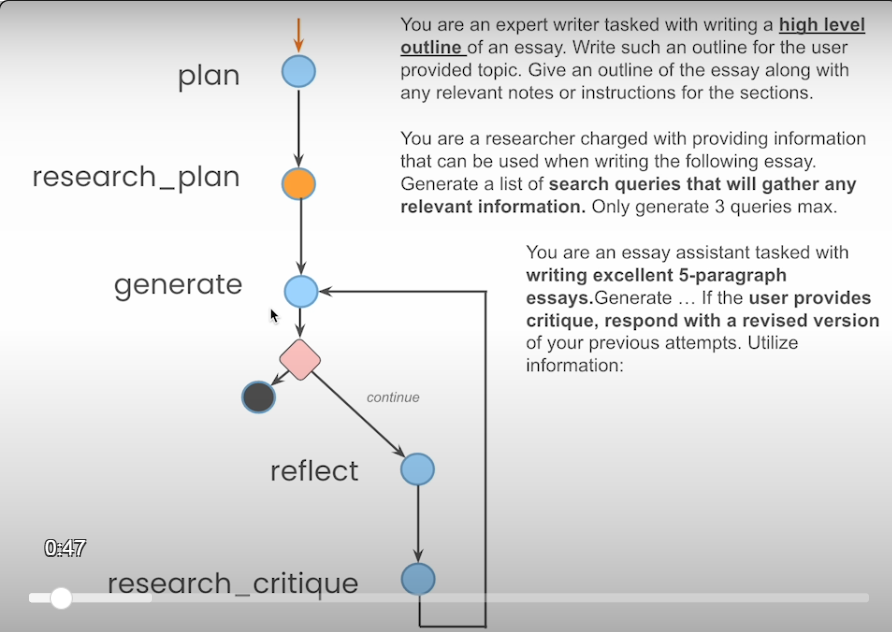 You are an expert writer tasked with writing a high level
outline of an essay. Write such an outline for the user
provided topic. Give an outline of the essay along with
any relevant notes or instructions for the sections.
plan
You are a researcher charged with providing information
that can be used when writing the following essay.
Generate a list of search queries that will gather any
relevant information. Only generate 3 queries max.
research_plan
You are an essay assistant tasked with
writing excellent 5-paragraph
essays.Generate … If the user provides
critique, respond with a revised version
of your previous attempts. Utilize
information:
generate
continue
reflect
0:47
research_critique